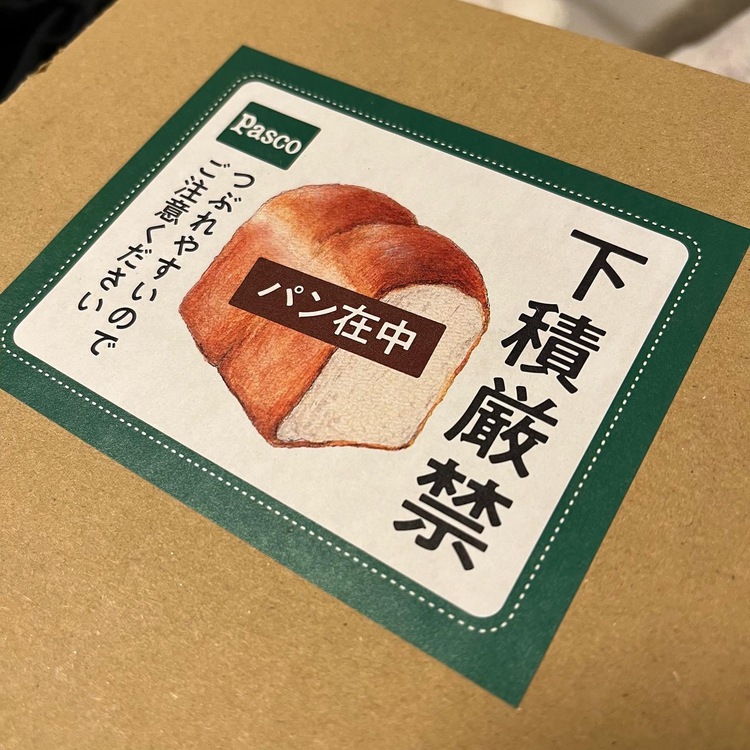 下積厳禁
パン在中
Pasco
つぶれやすいので
ご注意ください